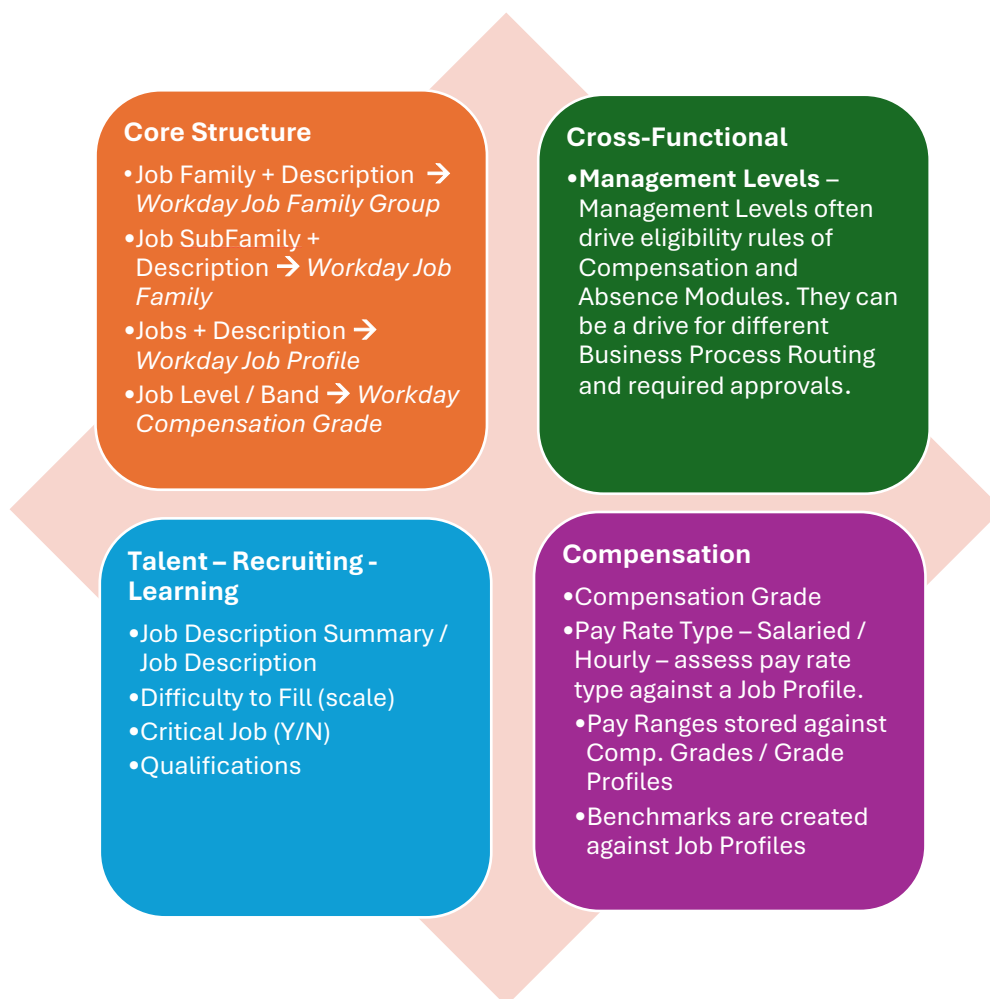 Core Structure
•Job Family + Description →
Workday Job Family Group
•Job SubFamily +
Description → Workday Job
Family
•Jobs + Description →
Workday Job Profile
•Job Level / Band → Workday
Compensation Grade
Cross-Functional
•Management Levels –
Management Levels often
drive eligibility rules of
Compensation and
Absence Modules. They can
be a drive for different
Business Process Routing
and required approvals.
Talent – Recruiting -
Learning
•Job Description Summary /
Job Description
•Difficulty to Fill (scale)
•Critical Job (Y/N)
•Qualifications
Compensation
•Compensation Grade
•Pay Rate Type – Salaried /
Hourly – assess pay rate
type against a Job Profile.
•Pay Ranges stored against
Comp. Grades / Grade
Profiles
•Benchmarks are created
against Job Profiles